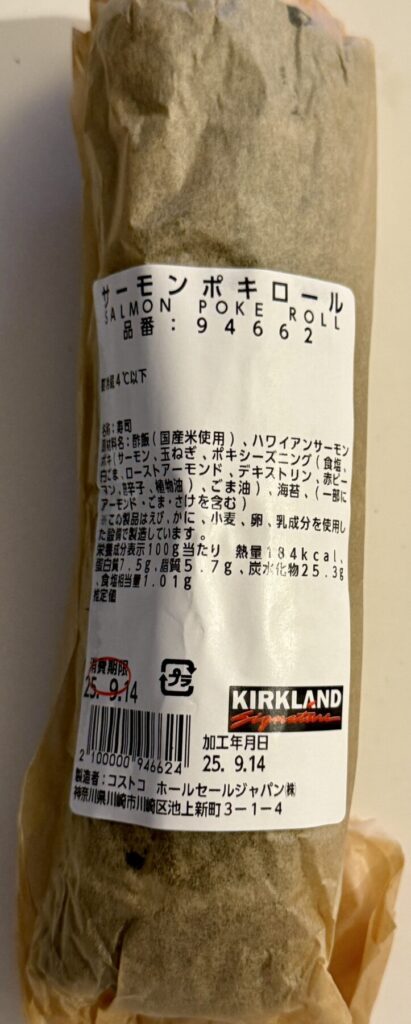 サーモンポキロール
SALMON POKE ROLL
品番:94662
要冷蔵4℃以下
名称:寿司
原材料名:酢飯(国産米使用)、ハワイアンサーモン
ポキ(サーモン、玉ねぎ、ポキシーズニング(食塩、
白ごま、ローストアーモンド、デキストリン、赤ピー
マン、唐辛子、植物油)、ごま油)、海苔、(一部に
アーモンド・ごま・さけを含む)
※この製品はえび、かに、小麦、卵、乳成分を使用し
た設備で製造しています。
栄養成分表示100g当たり 熱量184kcal、
蛋白質7.5g、脂質5.7g、炭水化物25.3g
、食塩相当量1.01g
推定値
消費期限
25. 9.14
プラ
KIRKLAND
Signature
加工年月日
25. 9.14
2 100000 946624
製造者:コストコ ホールセールジャパン㈱
神奈川県川崎市川崎区池上新町3-1-4